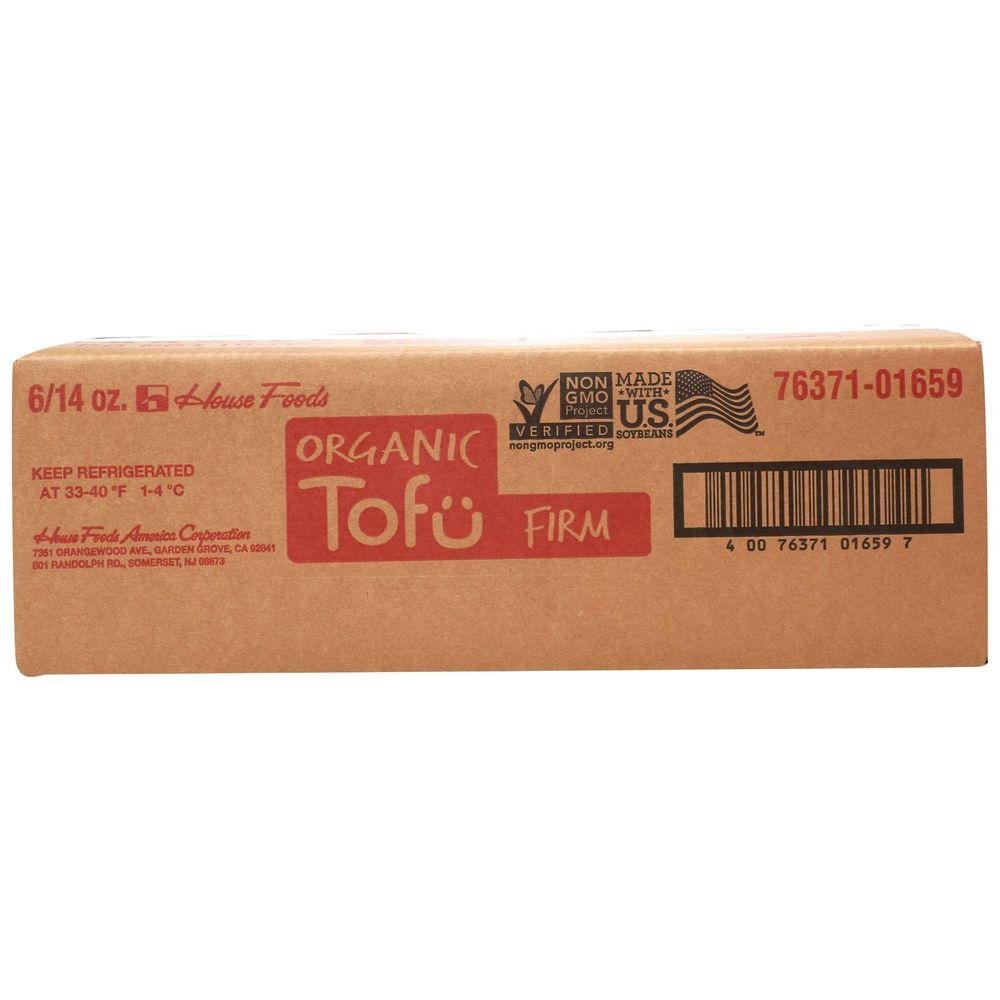 6/14 oz. House Foods
KEEP REFRIGERATED
AT 33-40 °F 1-4 °C
House Foods America Corporation
7351 ORANGEWOOD AVE., GARDEN GROVE, CA 92841
801 RANDOLPH RD., SOMERSET, NJ 08873
ORGANIC
Tofu
FIRM
NON
GMO
Project
VERIFIED
nongmoproject.org
MADE
WITH
U.S.
SOYBEANS
TM
76371-01659
4 00 76371 01659 7